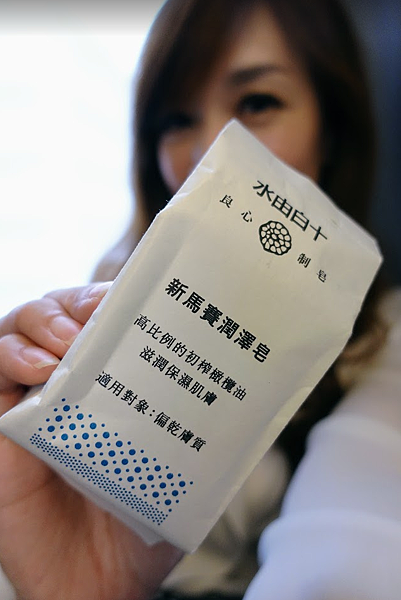 水由白十
良心 制皂
新馬賽潤澤皂
高比例的初榨橄欖油
滋潤保濕肌膚
適用對象：偏乾膚質